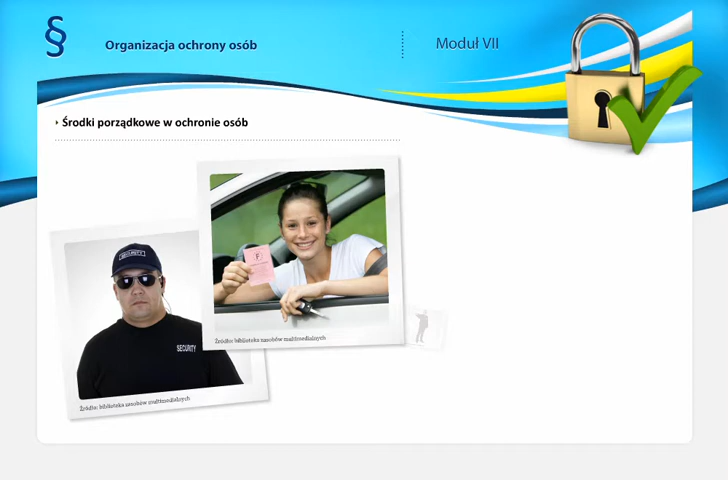 §
Organizacja ochrony osób
Moduł VII
Środki porządkowe w ochronie osób
F
Źródło: biblioteka zasobów multimedialnych
SECURITY
SECURITY
Źródło: biblioteka zasobów multimedialnych